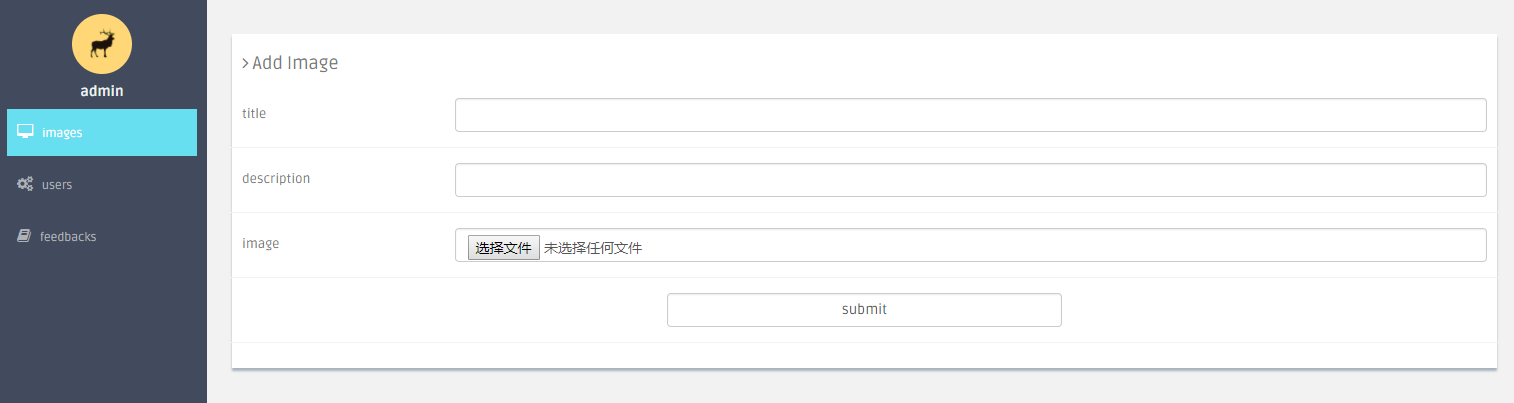 admin
images
users
feedbacks
Add Image
title
description
image
选择文件 未选择任何文件
submit